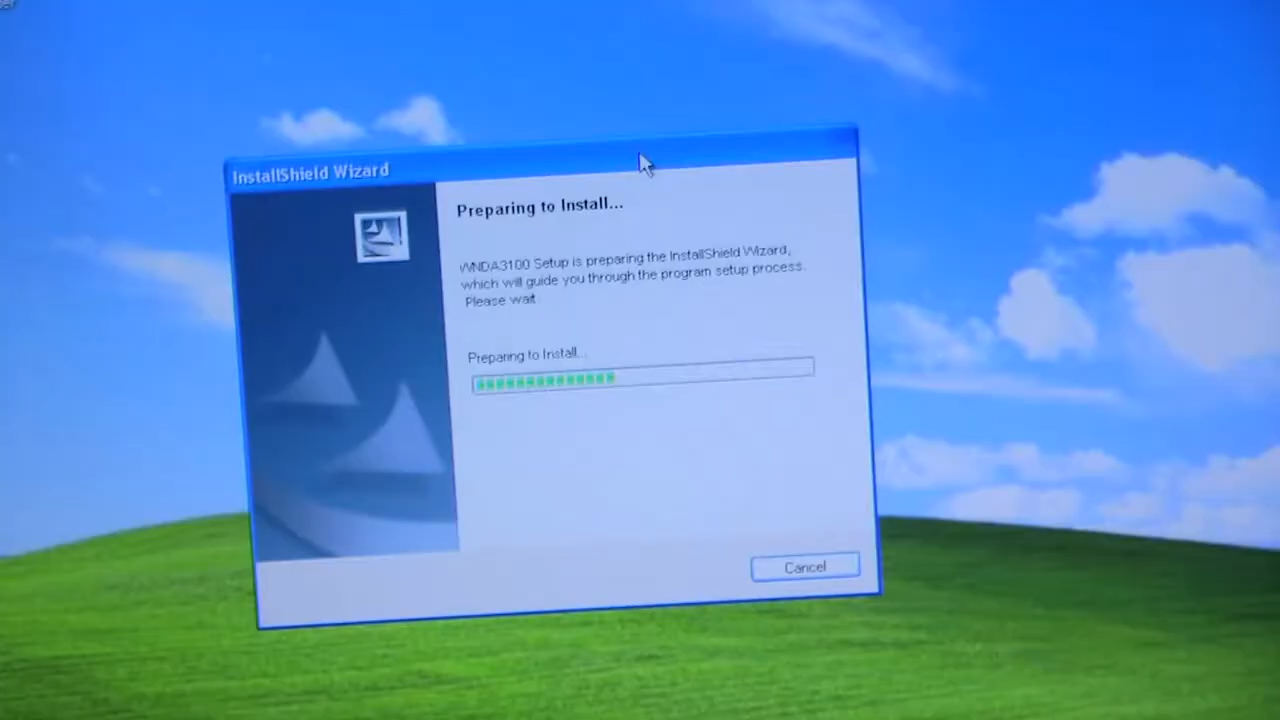 InstallShield Wizard
Preparing to Install...
WNDA3100 Setup is preparing the InstallShield Wizard,
which will guide you through the program setup process.
Please wait.
Preparing to Install...
Cancel